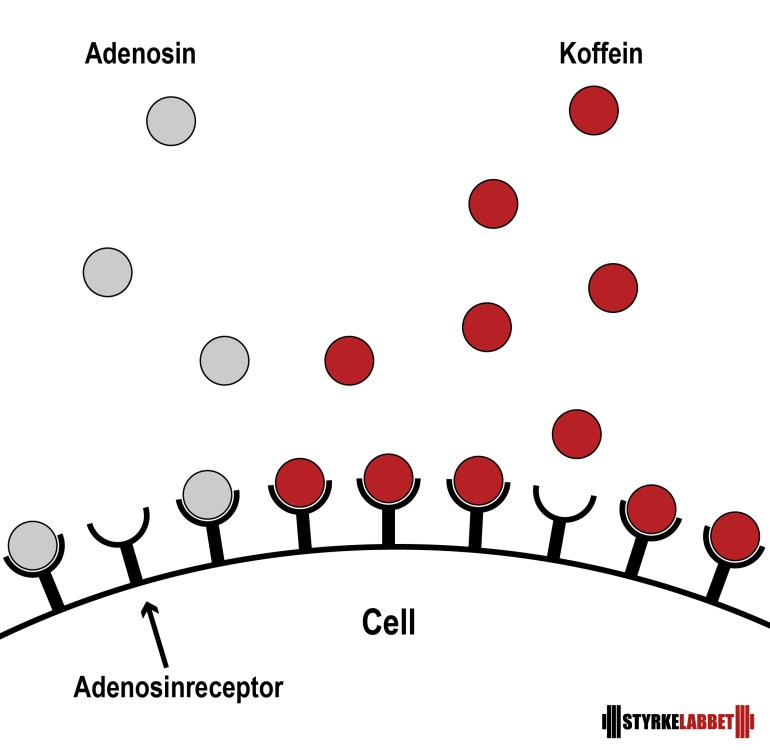 Adenosin
Koffein
Cell
Adenosinreceptor
STYRKELABBET